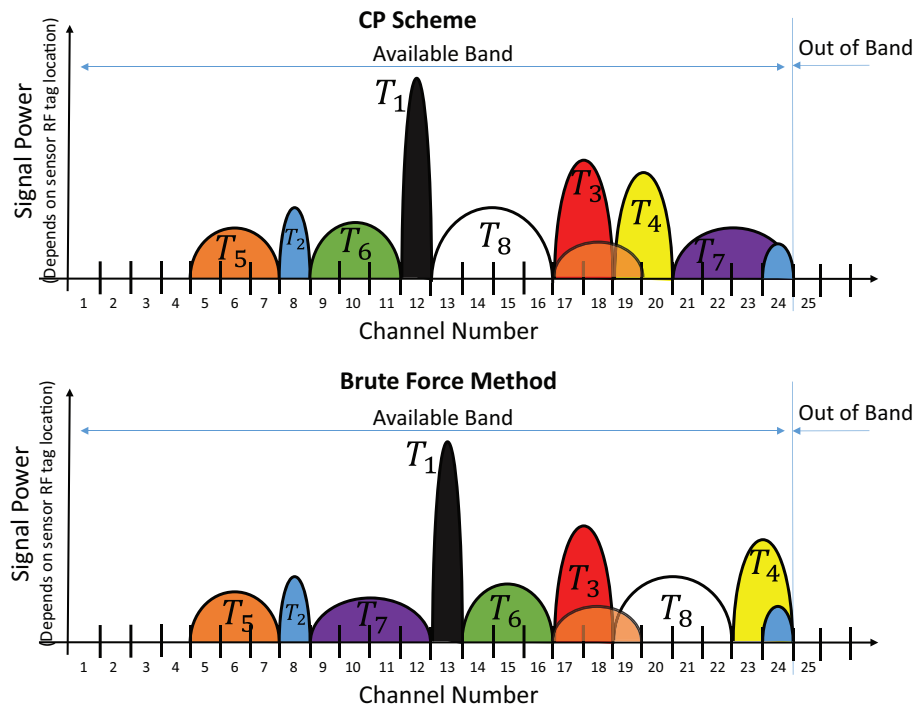 CP Scheme
Available Band
Out of Band
Signal Power
(Depends on sensor RF tag location)
T1
T3
T4
T5
T2
T6
T8
T7
1 2 3 4 5 6 7 8 9 10 11 12 13 14 15 16 17 18 19 20 21 22 23 24 25
Channel Number
Brute Force Method
Available Band
Out of Band
Signal Power
(Depends on sensor RF tag location)
T1
T3
T4
T5
T2
T7
T6
T8
1 2 3 4 5 6 7 8 9 10 11 12 13 14 15 16 17 18 19 20 21 22 23 24 25
Channel Number